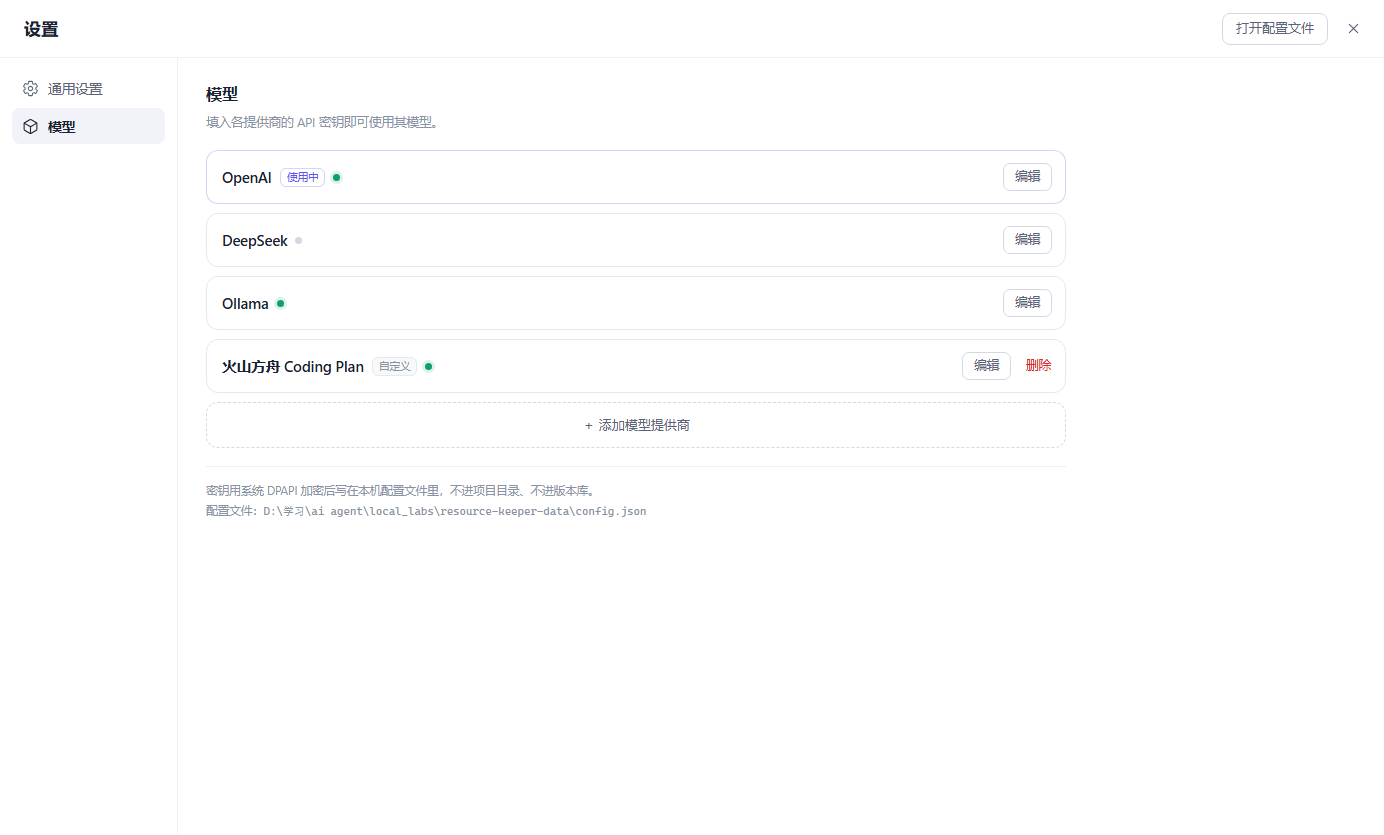 设置
打开配置文件
通用设置
模型
模型
填入各提供商的 API 密钥即可使用其模型。
OpenAI 使用中 编辑
DeepSeek 编辑
Ollama 编辑
火山方舟 Coding Plan 自定义 编辑 删除
+ 添加模型提供商
密钥用系统 DPAPI 加密后写在本机配置文件里，不进项目目录、不进版本库。
配置文件: D:\学习\ai agent\local_labs\resource-keeper-data\config.json